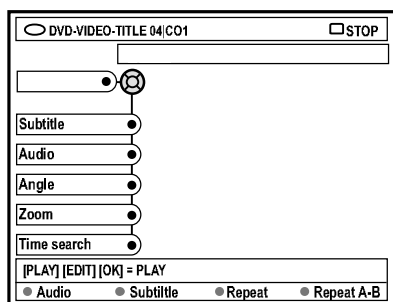 DVD-VIDEO-TITLE 04|CO1 STOP
Subtitle
Audio
Angle
Zoom
Time search
[PLAY] [EDIT] [OK] = PLAY
Audio Subtiltle Repeat Repeat A-B